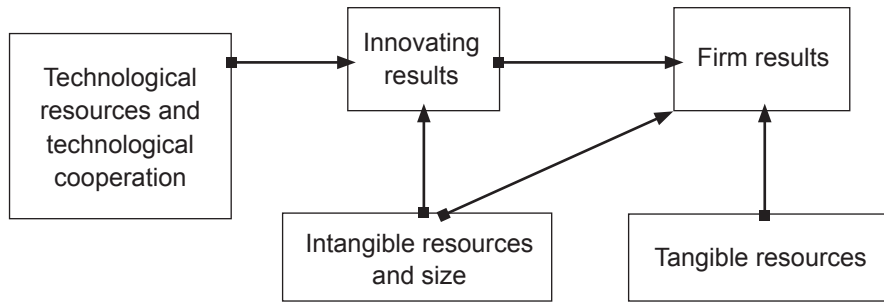 Technological
resources and
technological
cooperation
Innovating
results
Firm results
Intangible resources
and size
Tangible resources